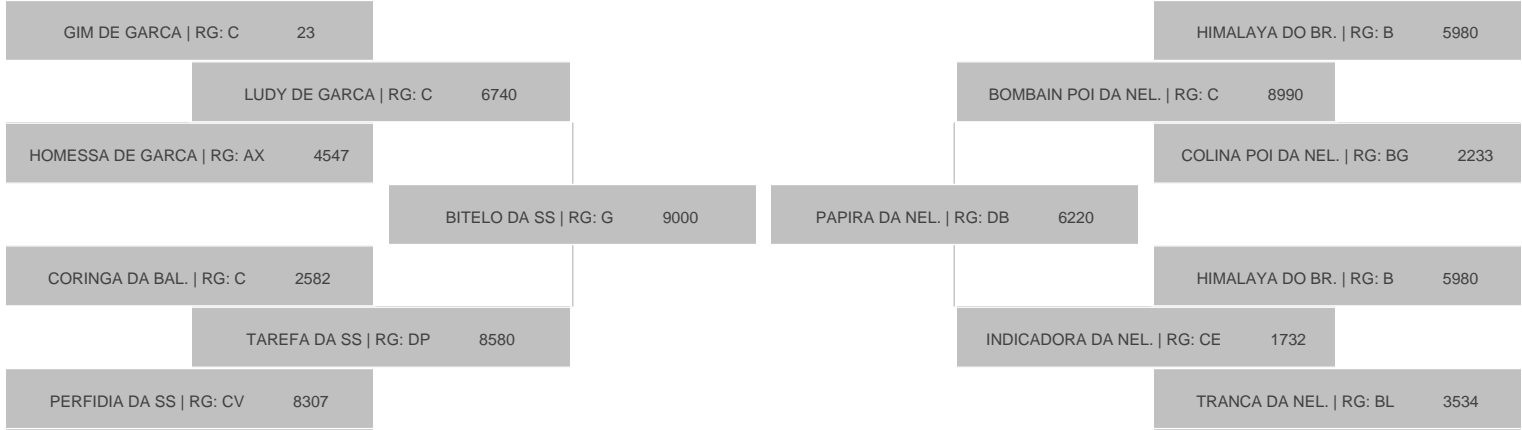 GIM DE GARCA | RG: C 23
HIMALAYA DO BR. | RG: B 5980
LUDY DE GARCA | RG: C 6740
BOMBAIN POI DA NEL. | RG: C 8990
HOMESSA DE GARCA | RG: AX 4547
COLINA POI DA NEL. | RG: BG 2233
BITELO DA SS | RG: G 9000
PAPIRA DA NEL. | RG: DB 6220
CORINGA DA BAL. | RG: C 2582
HIMALAYA DO BR. | RG: B 5980
TAREFA DA SS | RG: DP 8580
INDICADORA DA NEL. | RG: CE 1732
PERFIDIA DA SS | RG: CV 8307
TRANCA DA NEL. | RG: BL 3534